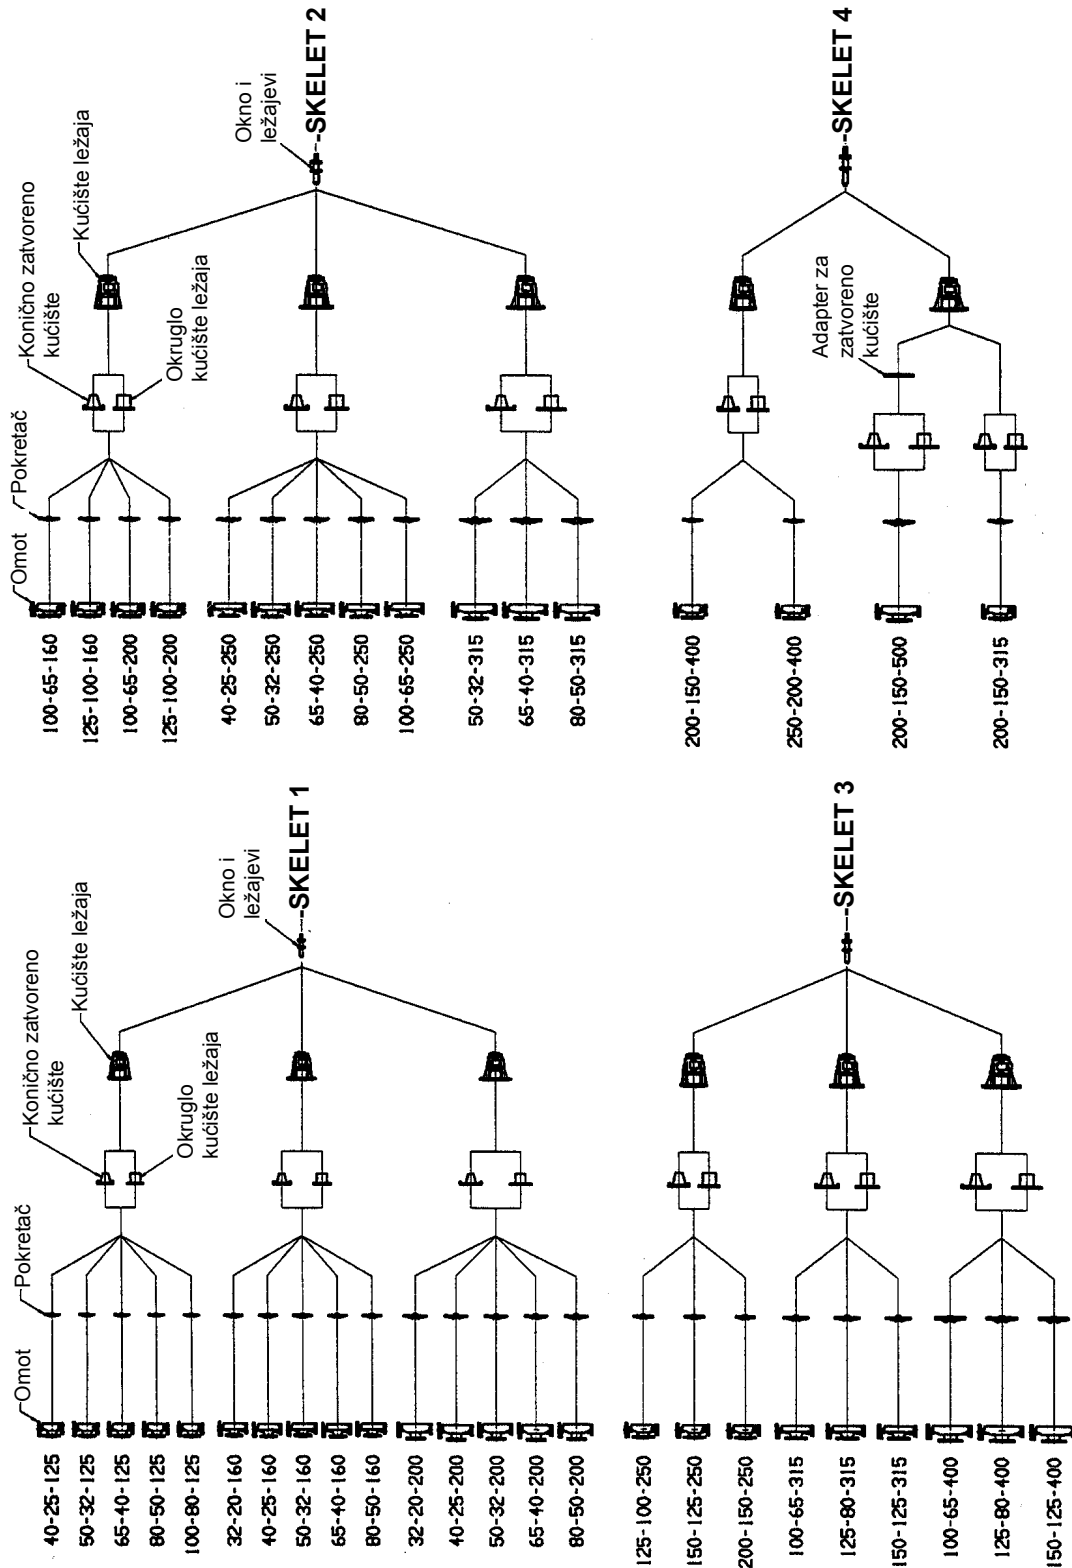 Omot
Pokretač
Konično zatvoreno
kućište
Kućište ležaja
Okruglo
kućište ležaja
Okno i
ležajevi
SKELET 1
40-25-125
50-32-125
65-40-125
80-50-125
100-80-125
32-20-160
40-25-160
50-32-160
65-40-160
80-50-160
32-20-200
40-25-200
50-32-200
65-40-200
80-50-200
Omot
Pokretač
Konično zatvoreno
kućište
Kućište ležaja
Okruglo
kućište ležaja
Okno i
ležajevi
SKELET 2
100-65-160
125-100-160
100-65-200
125-100-200
40-25-250
50-32-250
65-40-250
80-50-250
100-65-250
50-32-315
65-40-315
80-50-315
SKELET 3
125-100-250
150-125-250
200-150-250
100-65-315
125-80-315
150-125-315
100-65-400
125-80-400
150-125-400
SKELET 4
Adapter za
zatvoreno
kućište
200-150-400
250-200-400
200-150-500
200-150-315